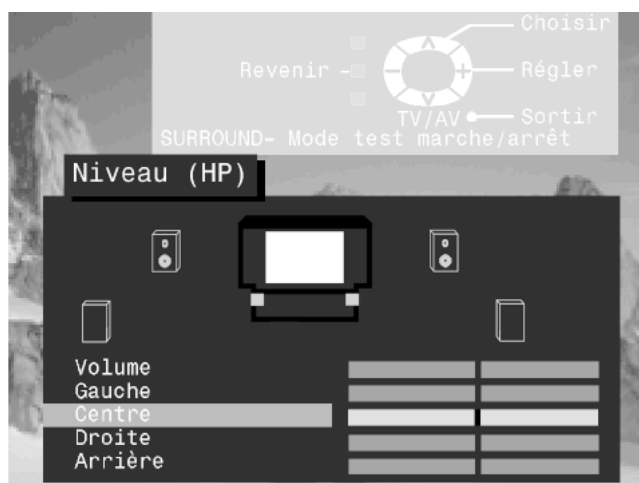 Choisir
Revenir
Régler
TV/AV
Sortir
SURROUND- Mode test marche/arrêt
Niveau (HP)
Volume
Gauche
Centre
Droite
Arrière